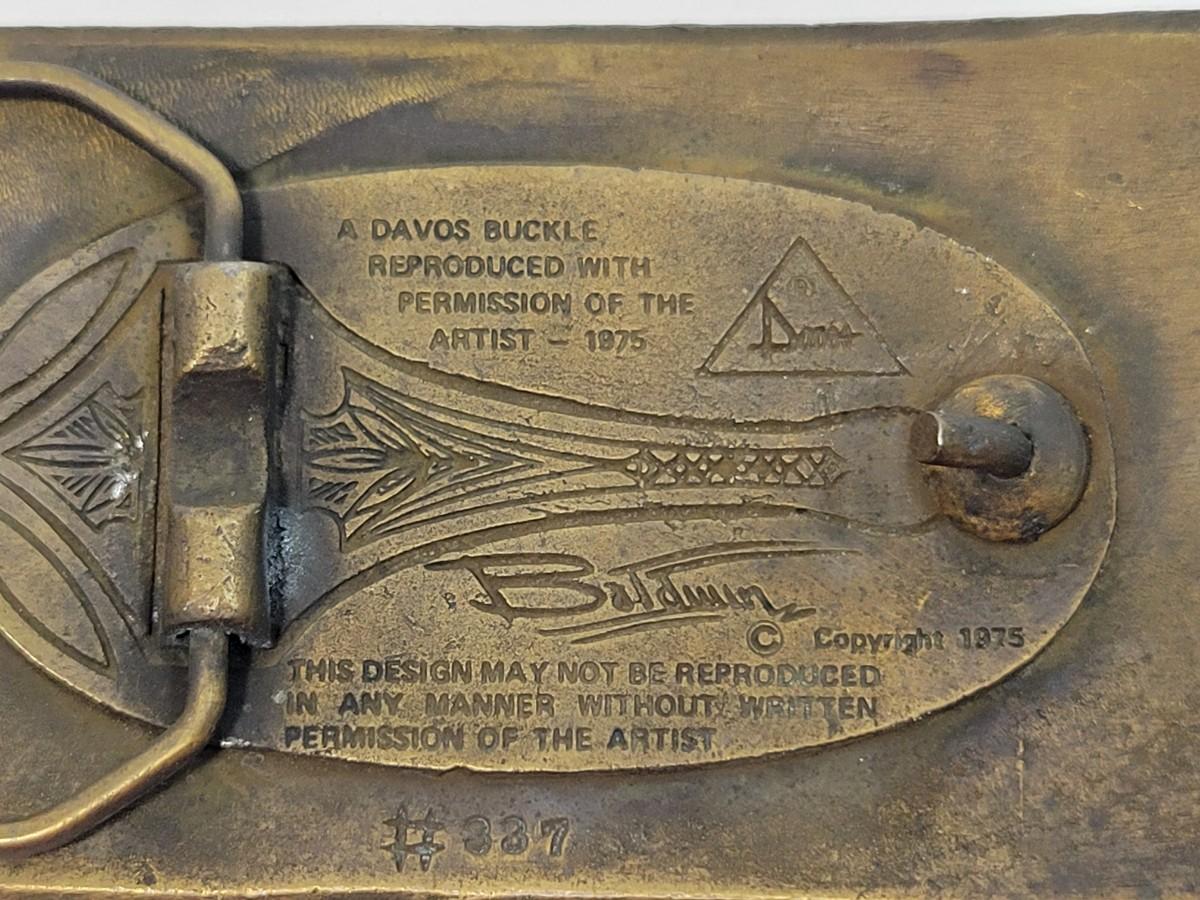 A DAVOS BUCKLE
REPRODUCED WITH
PERMISSION OF THE
ARTIST – 1975
®
Davos
Baldwin
© Copyright 1975
THIS DESIGN MAY NOT BE REPRODUCED
IN ANY MANNER WITHOUT WRITTEN
PERMISSION OF THE ARTIST
# 337